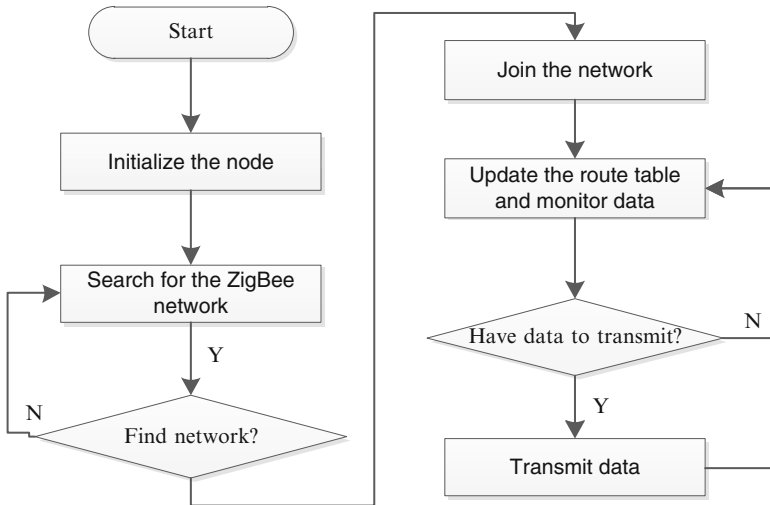 Start
Initialize the node
Search for the ZigBee
network
Y
N
Find network?
Join the network
Update the route table
and monitor data
Have data to transmit?
N
Y
Transmit data